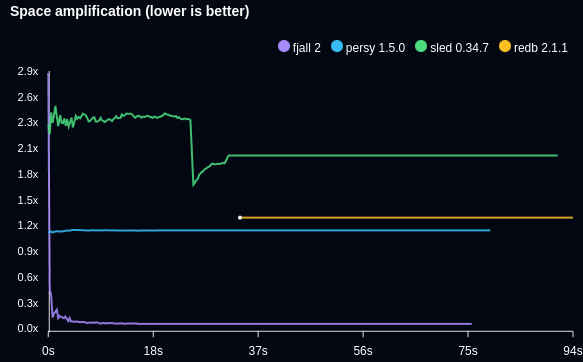 Space amplification (lower is better)
fjall 2 persy 1.5.0 sled 0.34.7 redb 2.1.1
2.9x
2.6x
2.3x
2.1x
1.8x
1.5x
1.2x
0.9x
0.6x
0.3x
0.0x
0s 18s 37s 56s 75s 94s